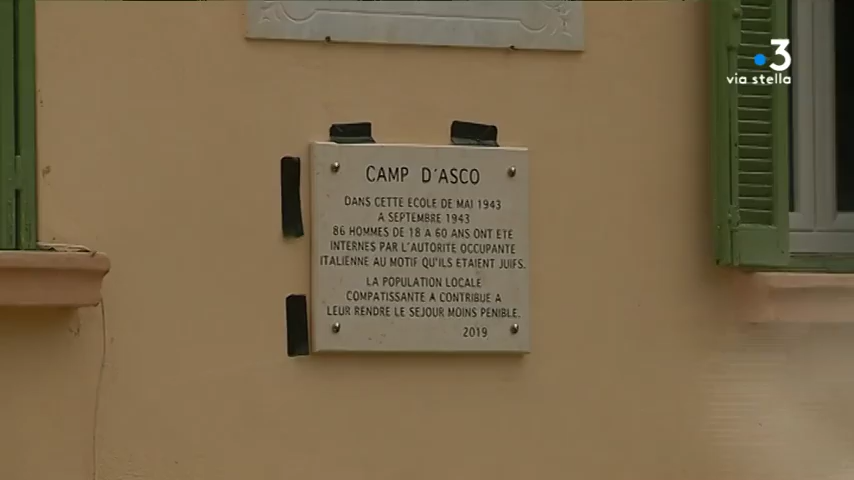 3
via stella
CAMP D'ASCO
DANS CETTE ECOLE DE MAI 1943
A SEPTEMBRE 1943
86 HOMMES DE 18 A 60 ANS ONT ETE
INTERNES PAR L'AUTORITE OCCUPANTE
ITALIENNE AU MOTIF QU'ILS ETAIENT JUIFS.
LA POPULATION LOCALE
COMPATISSANTE A CONTRIBUE A
LEUR RENDRE LE SEJOUR MOINS PENIBLE.
2019